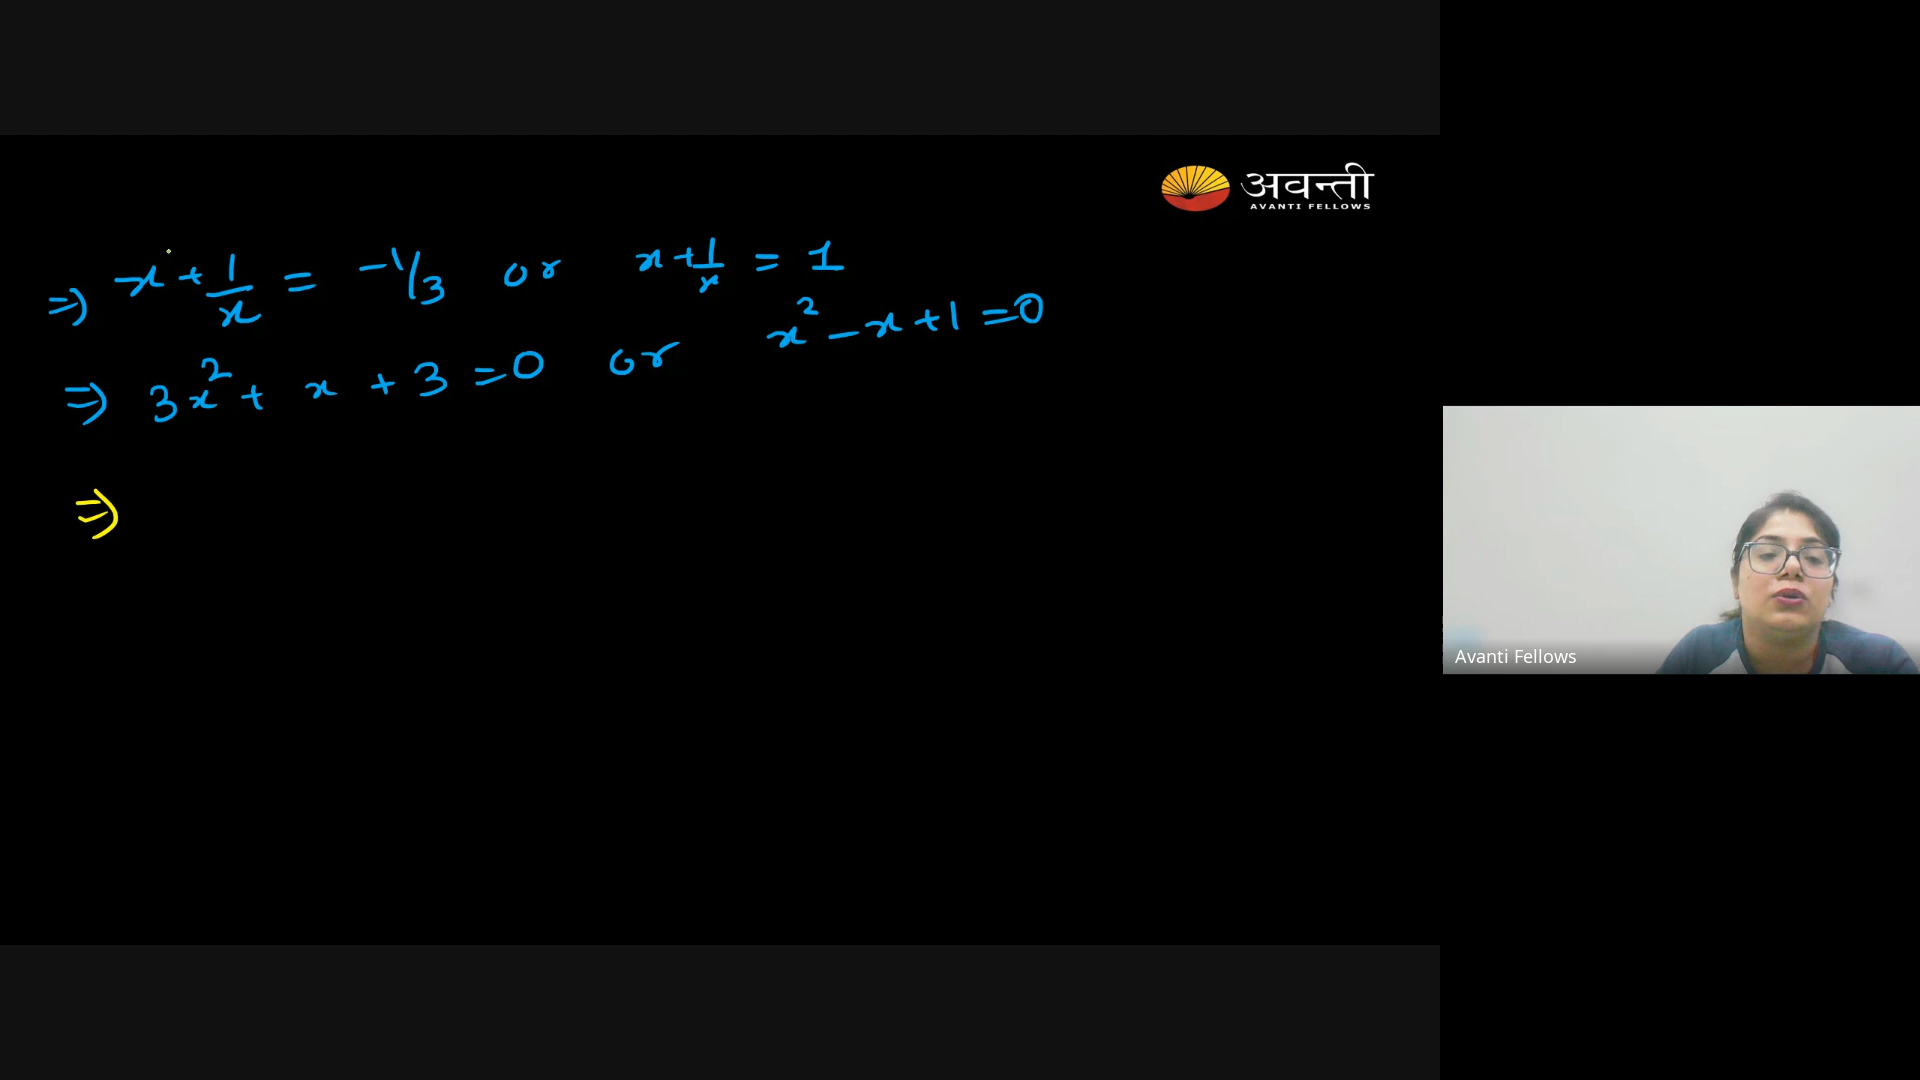 अवन्ती
AVANTI FELLOWS
⇒ x + 1/x = -1/3 or x + 1/x = 1
⇒ 3x² + x + 3 = 0 or x² - x + 1 = 0
⇒
Avanti Fellows